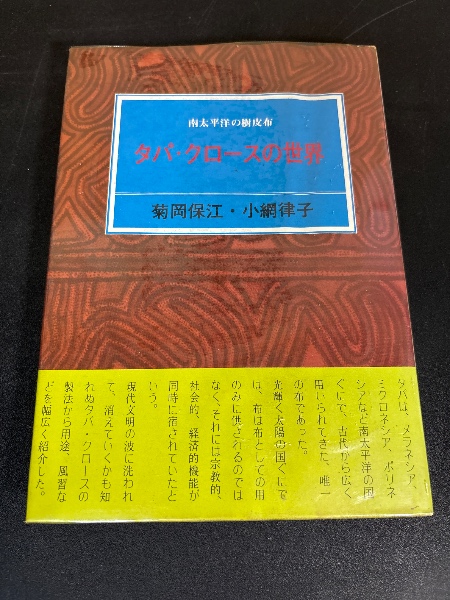 南太平洋の樹皮布
タパ・クロースの世界
菊岡保江・小網律子
タパは、メラネシア、
ミクロネシア　ポリネ
シアなど南太平洋の国
ぐにで、古代から広く
用いられてきた、唯一
の布であった。
光輝く太陽の国ぐにで
は、布は布としての用
のみに供されるのでは
なく、それには宗教的、
社会的、経済的機能が
同時に宿されていたと
いう。
現代文明の波に洗われ
て、消えていくかも知
れぬタパ・クロースの
製法から用途、風習な
どを幅広く紹介した。